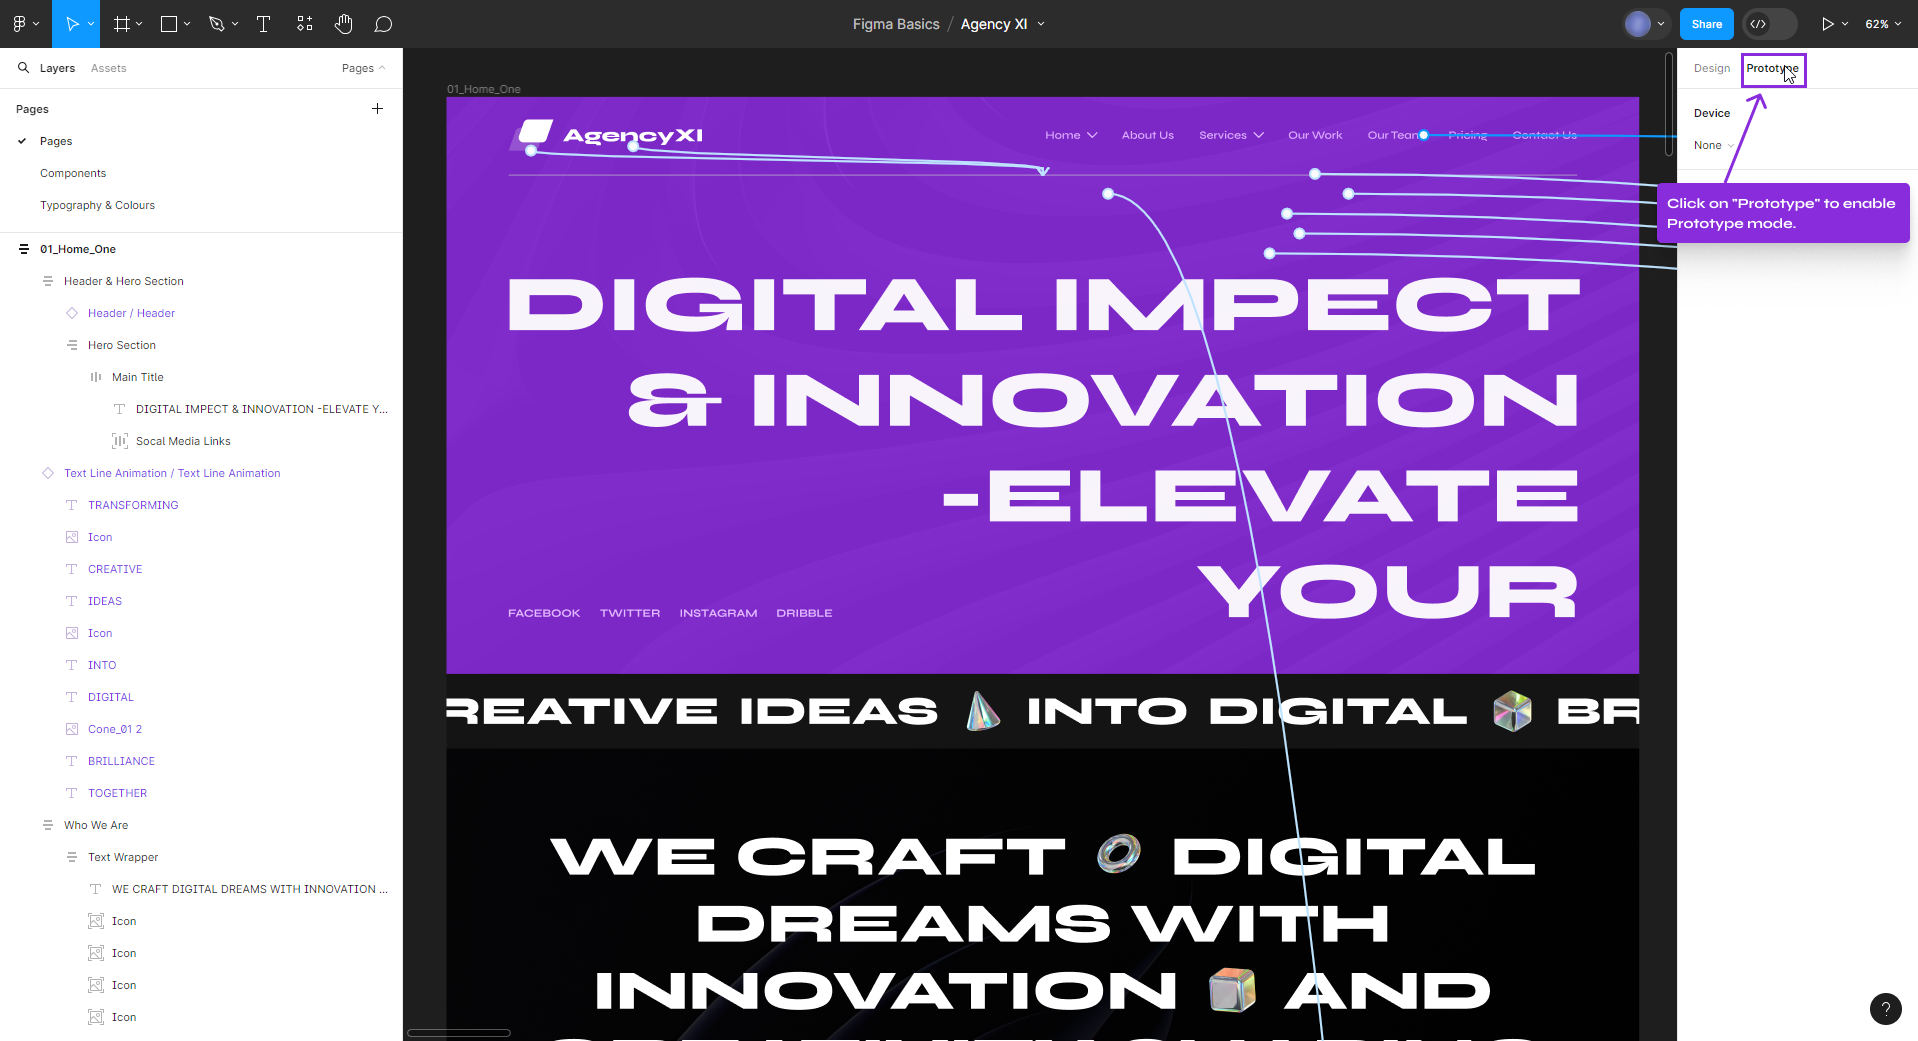 Figma Basics / Agency XI
Share
62%
Layers
Assets
Pages
Pages
Pages
Components
Typography & Colours
01_Home_One
Header & Hero Section
Header / Header
Hero Section
Main Title
DIGITAL IMPECT & INNOVATION -ELEVATE Y...
Socal Media Links
Text Line Animation / Text Line Animation
TRANSFORMING
Icon
CREATIVE
IDEAS
Icon
INTO
DIGITAL
Cone_01 2
BRILLIANCE
TOGETHER
Who We Are
Text Wrapper
WE CRAFT DIGITAL DREAMS WITH INNOVATION ...
Icon
Icon
Icon
Icon
01_Home_One
AgencyXI
Home
About Us
Services
Our Work
Our Team
Pricing
Contact Us
DIGITAL IMPECT
& INNOVATION
-ELEVATE
YOUR
FACEBOOK
TWITTER
INSTAGRAM
DRIBBLE
REATIVE IDEAS INTO DIGITAL BR
WE CRAFT DIGITAL
DREAMS WITH
INNOVATION AND
Design
Prototype
Device
None
Click on "Prototype" to enable
Prototype mode.
?